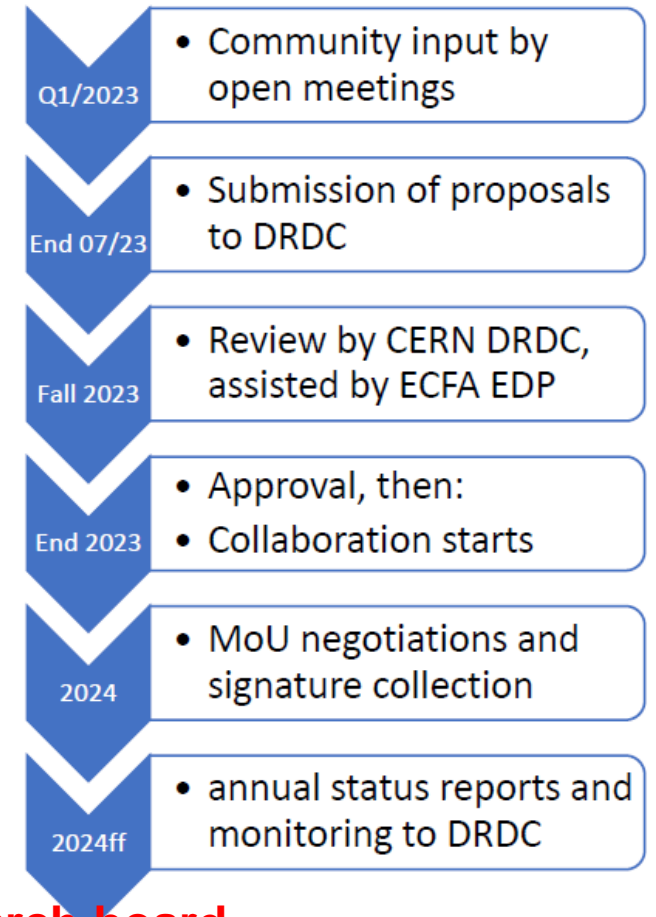 Q1/2023
• Community input by
open meetings
End 07/23
• Submission of proposals
to DRDC
Fall 2023
• Review by CERN DRDC,
assisted by ECFA EDP
End 2023
• Approval, then:
• Collaboration starts
2024
• MoU negotiations and
signature collection
2024ff
• annual status reports and
monitoring to DRDC
board